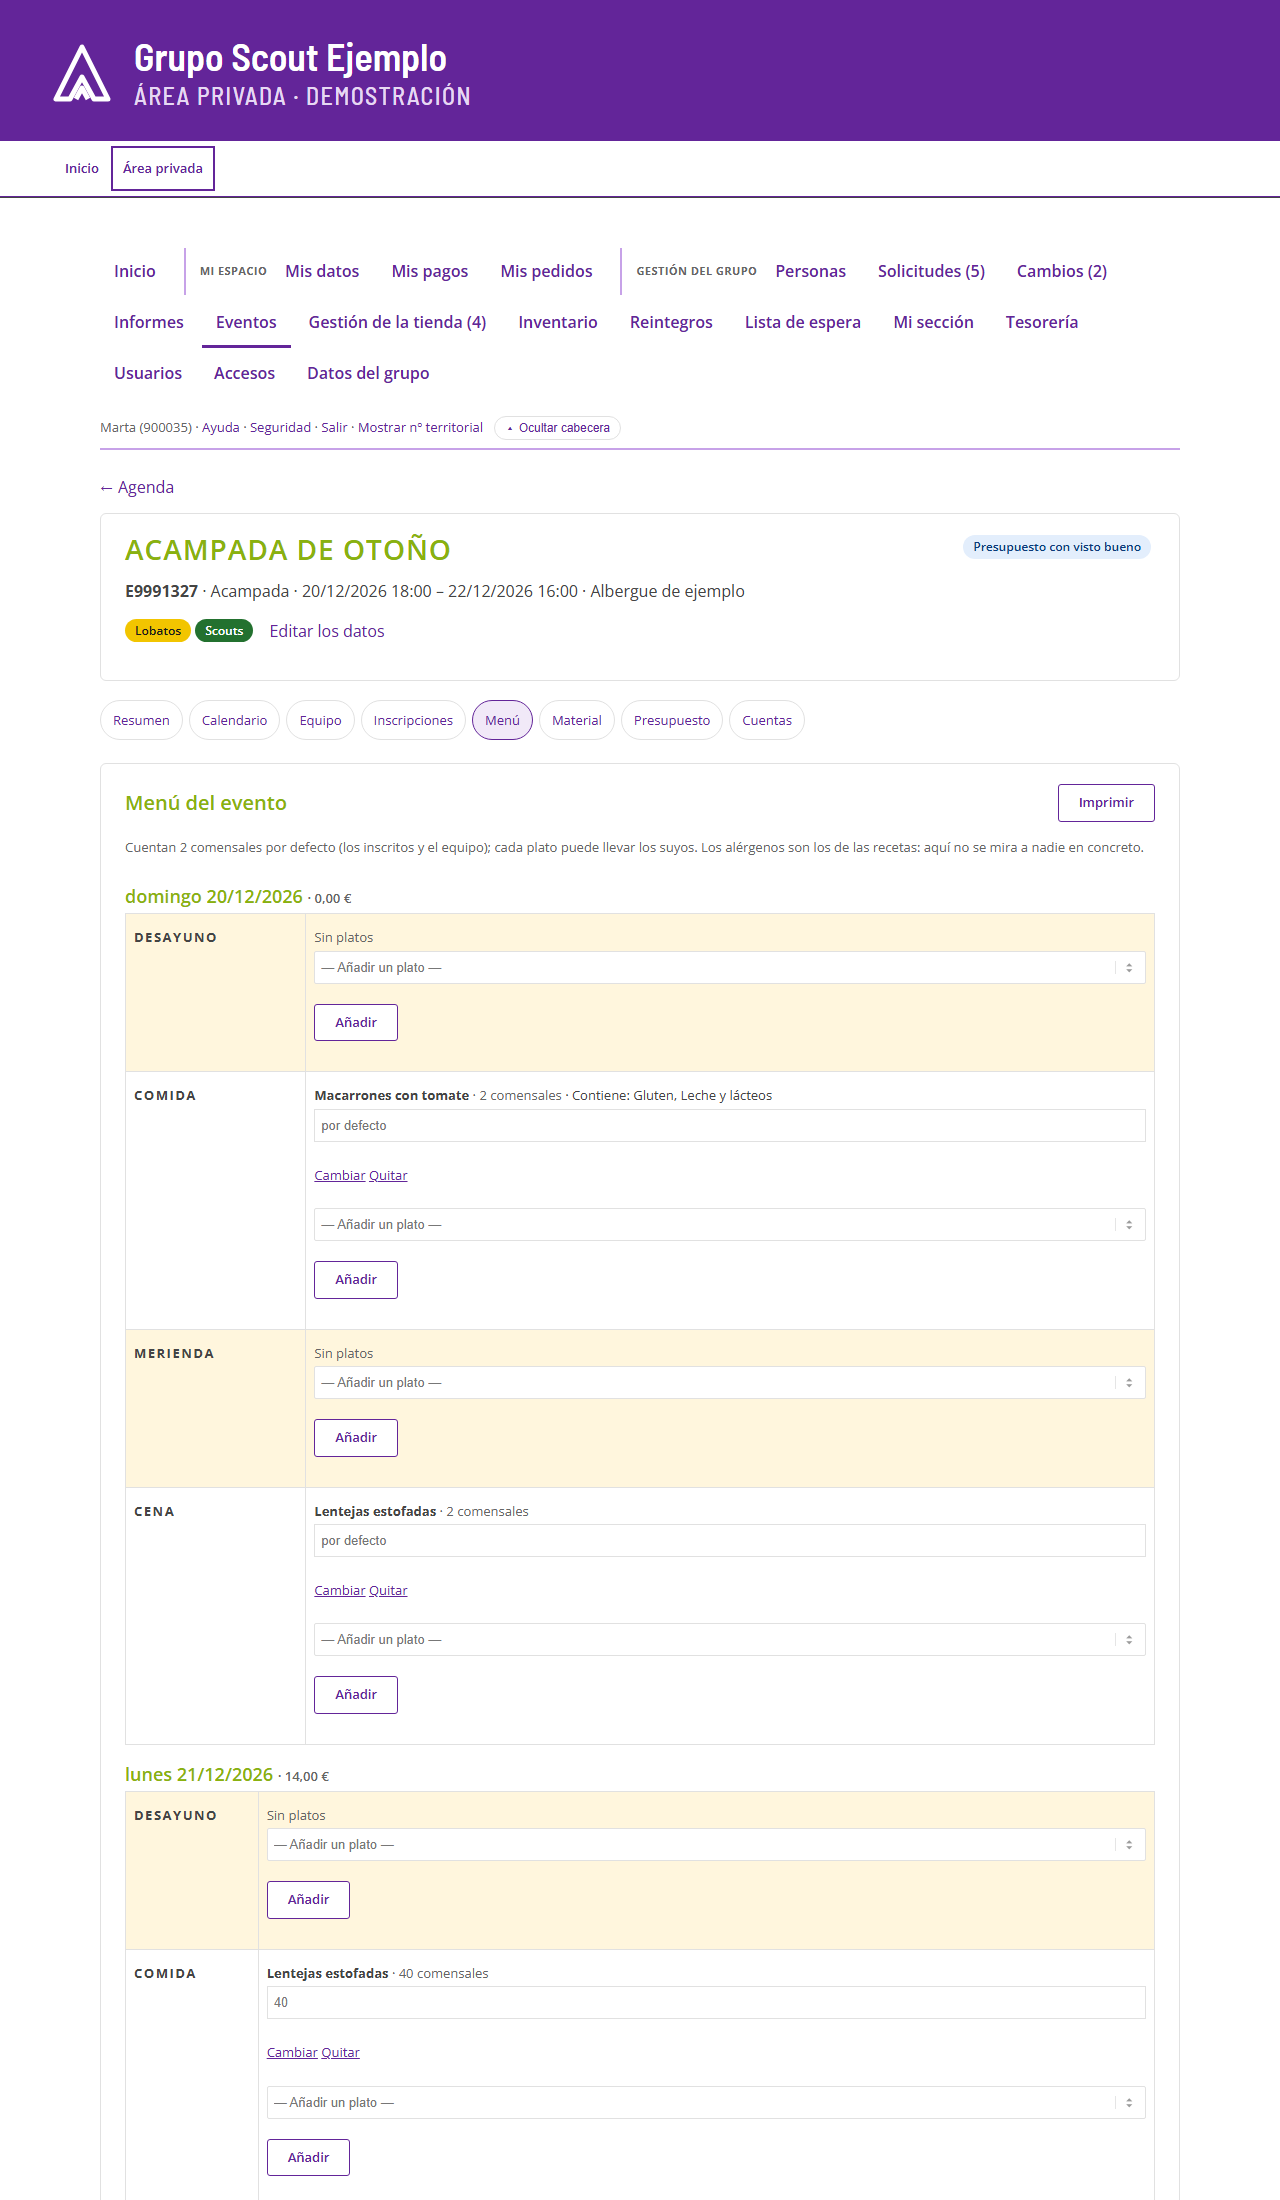 Grupo Scout Ejemplo
ÁREA PRIVADA · DEMOSTRACIÓN
Inicio Área privada
Inicio MI ESPACIO Mis datos Mis pagos Mis pedidos GESTIÓN DEL GRUPO Personas Solicitudes (5) Cambios (2)
Informes Eventos Gestión de la tienda (4) Inventario Reintegros Lista de espera Mi sección Tesorería
Usuarios Accesos Datos del grupo
Marta (900035) · Ayuda · Seguridad · Salir · Mostrar nº territorial ▲ Ocultar cabecera
← Agenda
ACAMPADA DE OTOÑO Presupuesto con visto bueno
E9991327 · Acampada · 20/12/2026 18:00 – 22/12/2026 16:00 · Albergue de ejemplo
Lobatos Scouts Editar los datos
Resumen Calendario Equipo Inscripciones Menú Material Presupuesto Cuentas
Menú del evento Imprimir
Cuentan 2 comensales por defecto (los inscritos y el equipo); cada plato puede llevar los suyos. Los alérgenos son los de las recetas: aquí no se mira a nadie en concreto.
domingo 20/12/2026 · 0,00 €
DESAYUNO Sin platos
— Añadir un plato —
Añadir
COMIDA Macarrones con tomate · 2 comensales · Contiene: Gluten, Leche y lácteos
por defecto
Cambiar Quitar
— Añadir un plato —
Añadir
MERIENDA Sin platos
— Añadir un plato —
Añadir
CENA Lentejas estofadas · 2 comensales
por defecto
Cambiar Quitar
— Añadir un plato —
Añadir
lunes 21/12/2026 · 14,00 €
DESAYUNO Sin platos
— Añadir un plato —
Añadir
COMIDA Lentejas estofadas · 40 comensales
40
Cambiar Quitar
— Añadir un plato —
Añadir